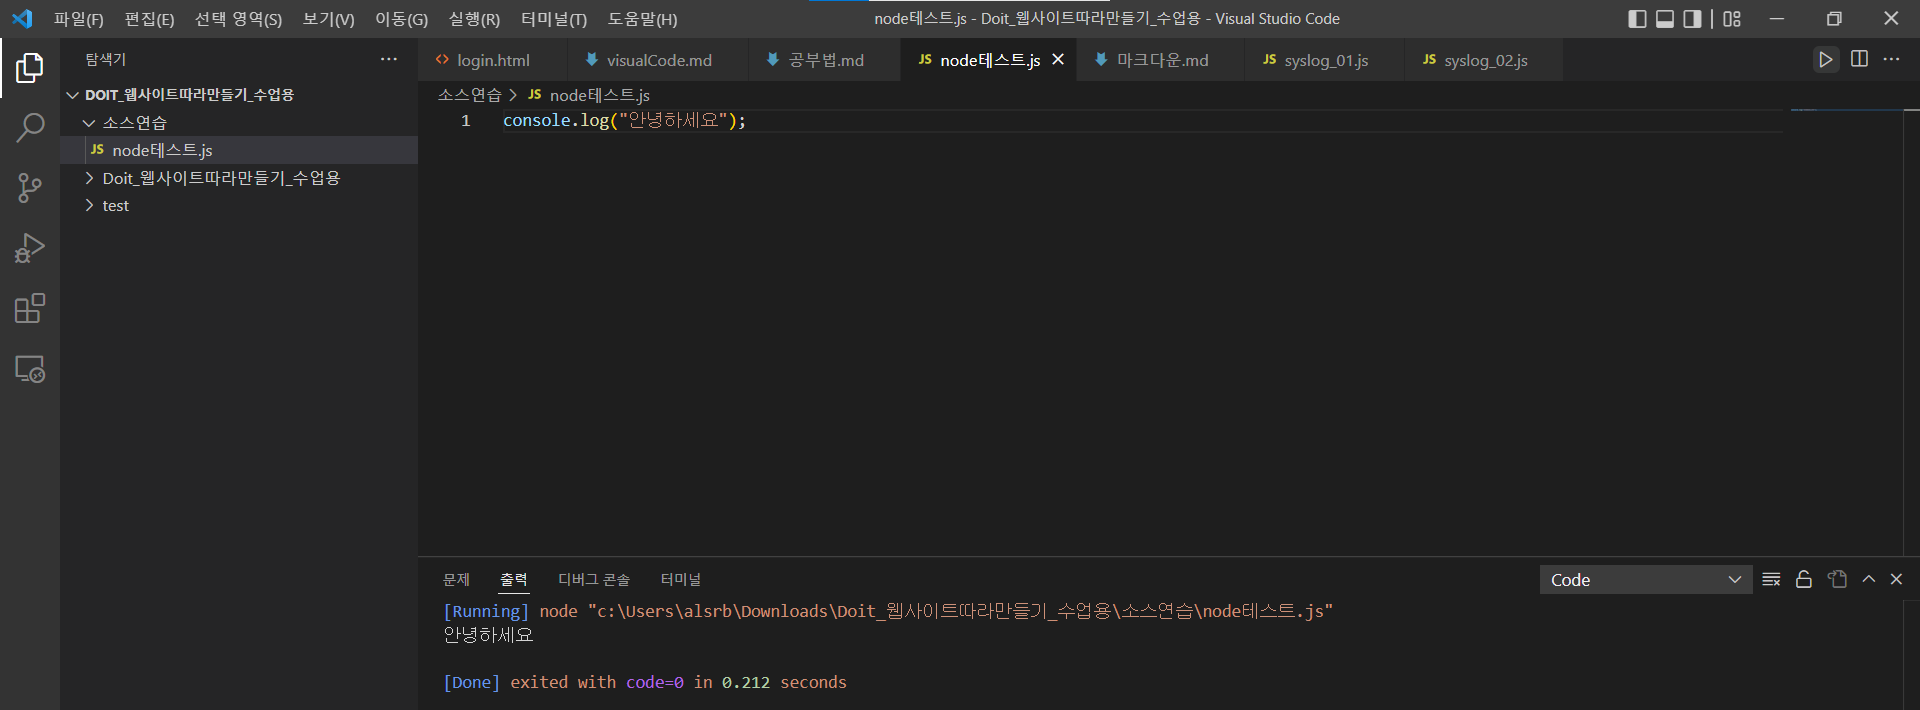 파일(F) 편집(E) 선택 영역(S) 보기(V) 이동(G) 실행(R) 터미널(T) 도움말(H) node테스트.js - Doit_웹사이트따라만들기_수업용 - Visual Studio Code
탐색기 ···
login.html visualCode.md 공부법.md JS node테스트.js 마크다운.md JS syslog_01.js JS syslog_02.js
DOIT_웹사이트따라만들기_수업용
소스연습
JS node테스트.js
Doit_웹사이트따라만들기_수업용
test
소스연습 > JS node테스트.js
1 console.log("안녕하세요");
문제 출력 디버그 콘솔 터미널 Code
[Running] node "c:\Users\alsrb\Downloads\Doit_웹사이트따라만들기_수업용\소스연습\node테스트.js"
안녕하세요
[Done] exited with code=0 in 0.212 seconds